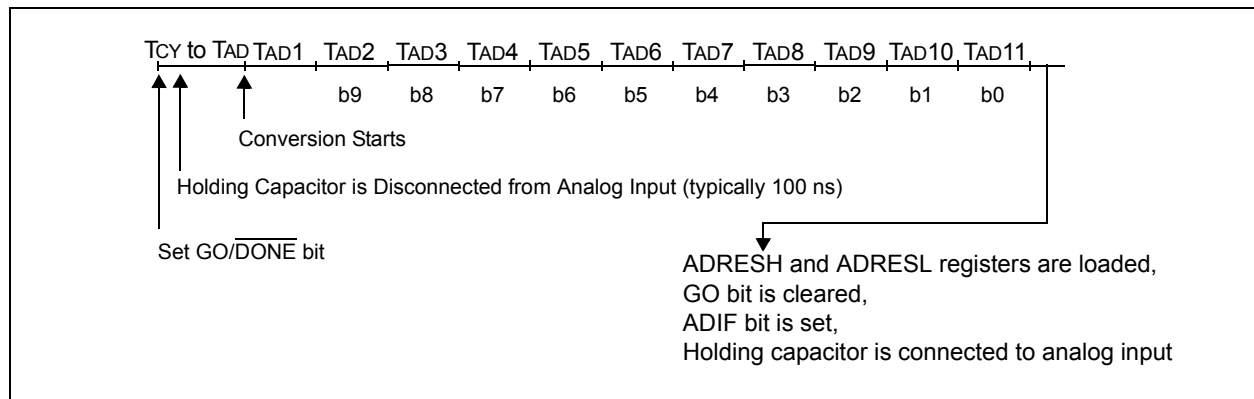 TCY to TAD TAD1 TAD2 TAD3 TAD4 TAD5 TAD6 TAD7 TAD8 TAD9 TAD10 TAD11
b9 b8 b7 b6 b5 b4 b3 b2 b1 b0
Conversion Starts
Holding Capacitor is Disconnected from Analog Input (typically 100 ns)
Set GO/DONE bit
ADRESH and ADRESL registers are loaded,
GO bit is cleared,
ADIF bit is set,
Holding capacitor is connected to analog input